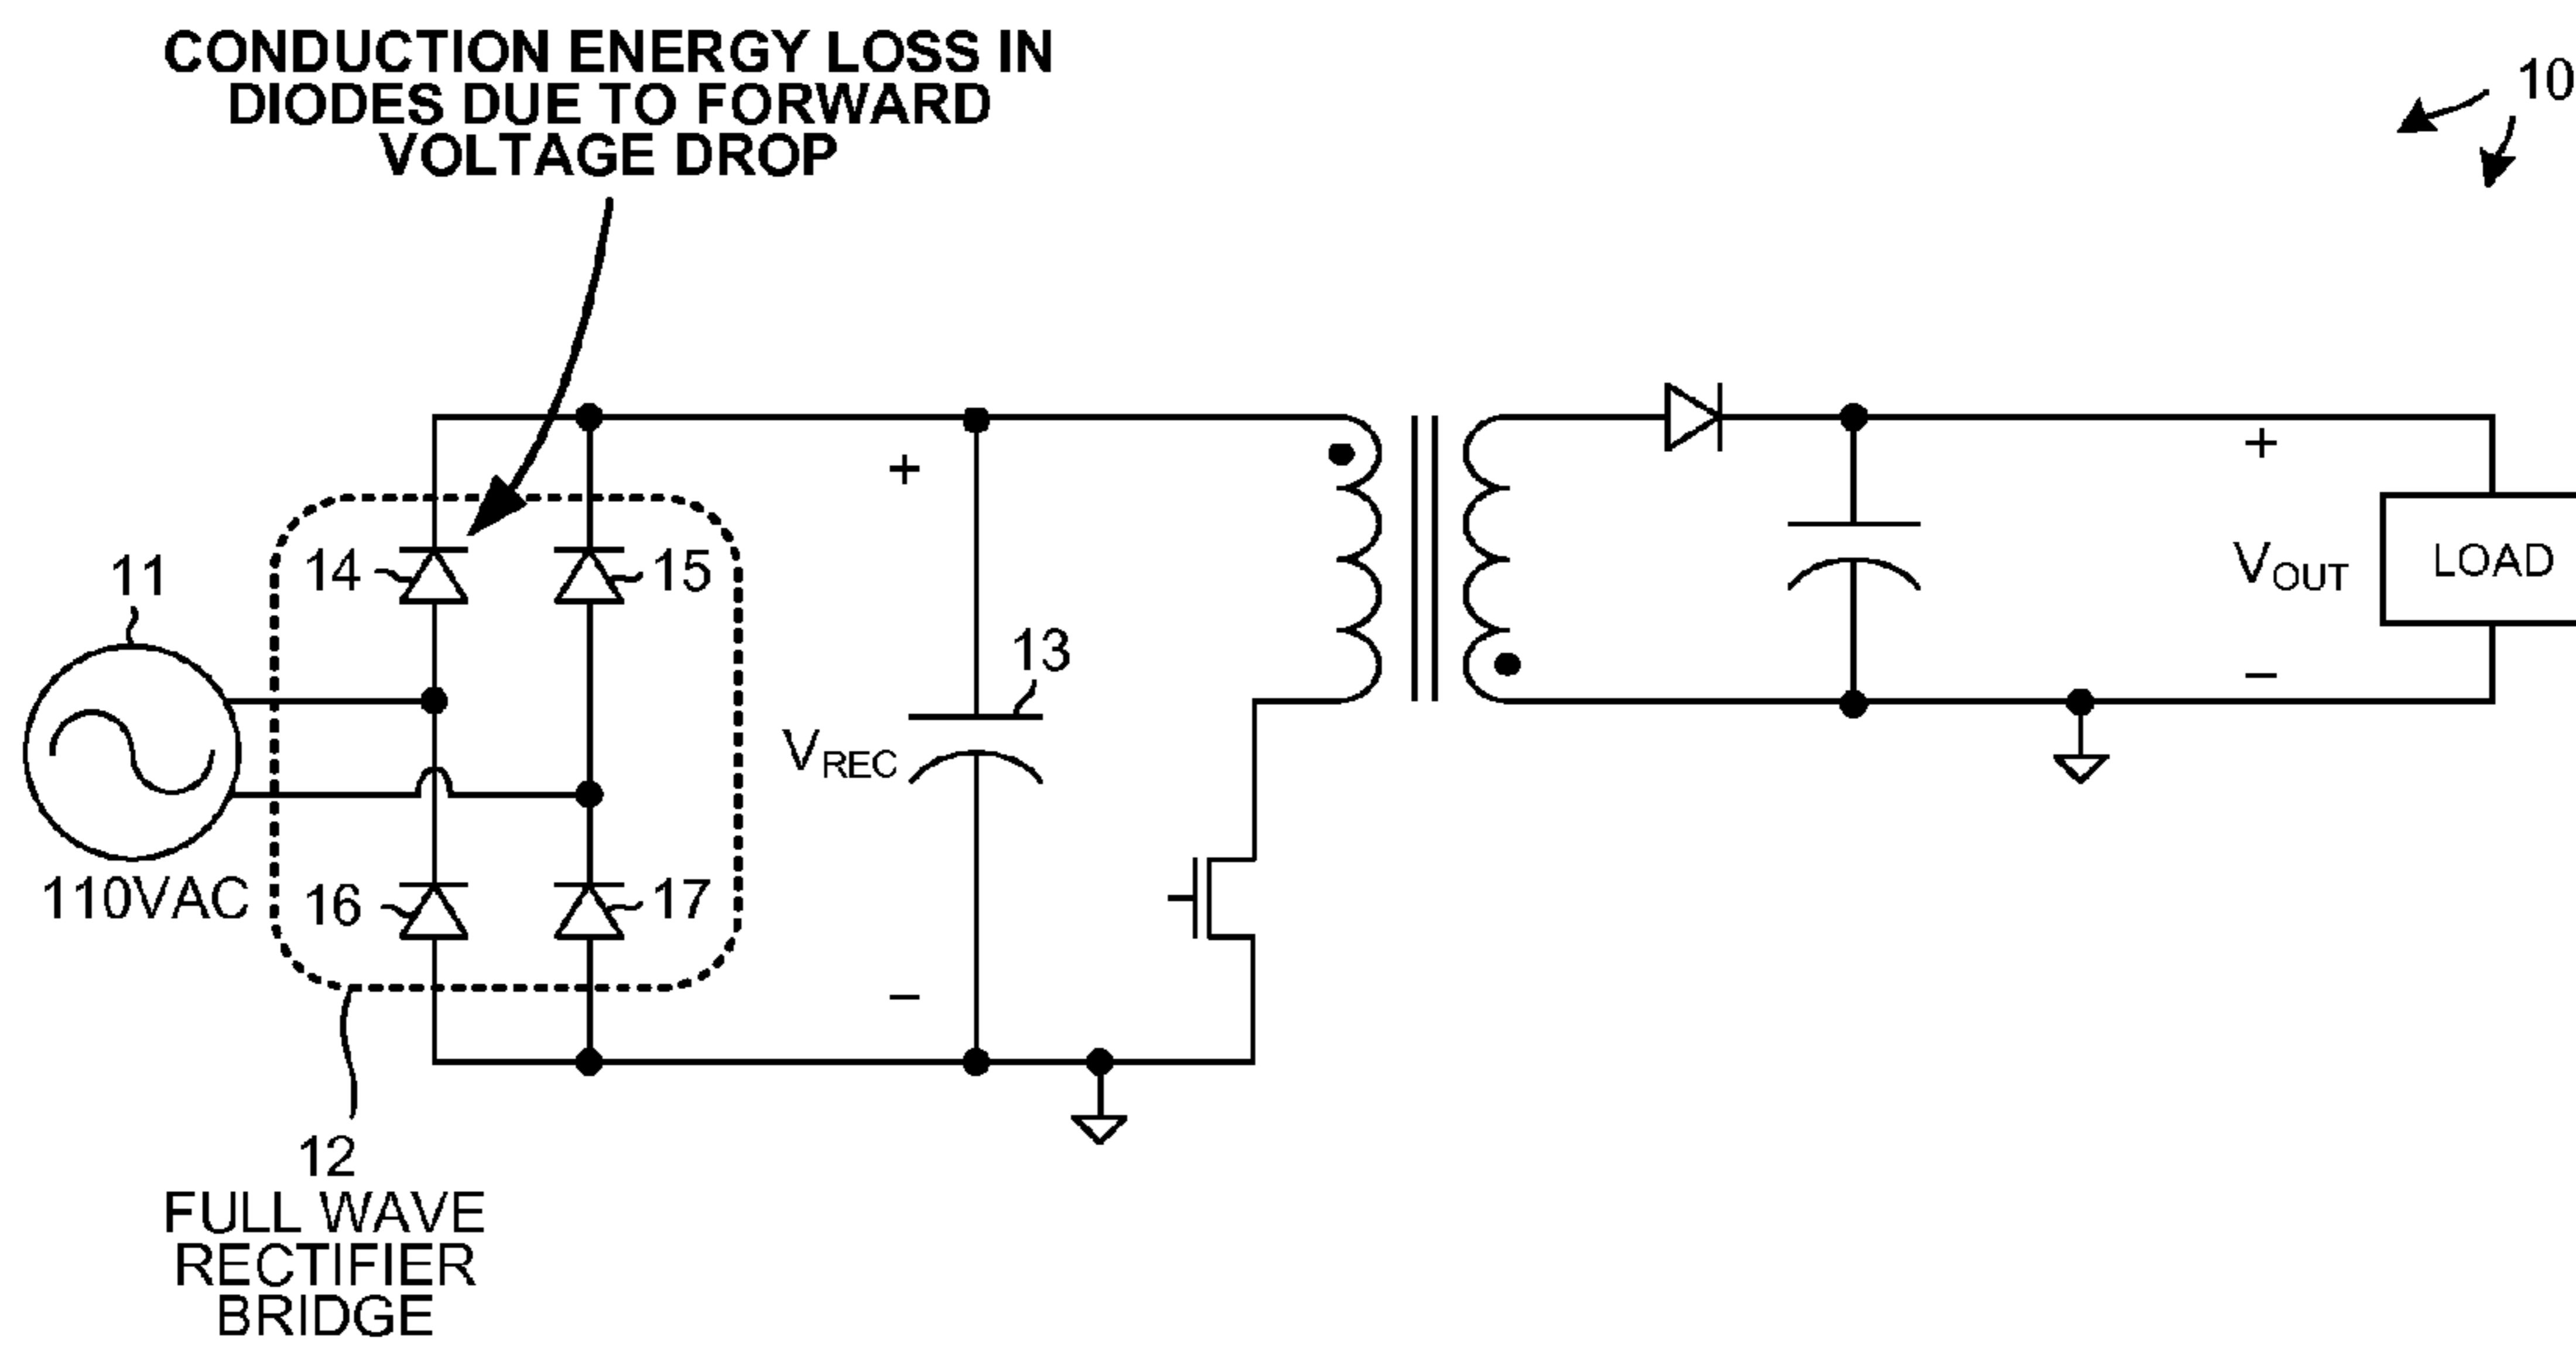 CONDUCTION ENERGY LOSS IN
DIODES DUE TO FORWARD
VOLTAGE DROP
10
11
14
15
13
+
+
VOUT
LOAD
VREC
−
110VAC
16
17
−
12
FULL WAVE
RECTIFIER
BRIDGE